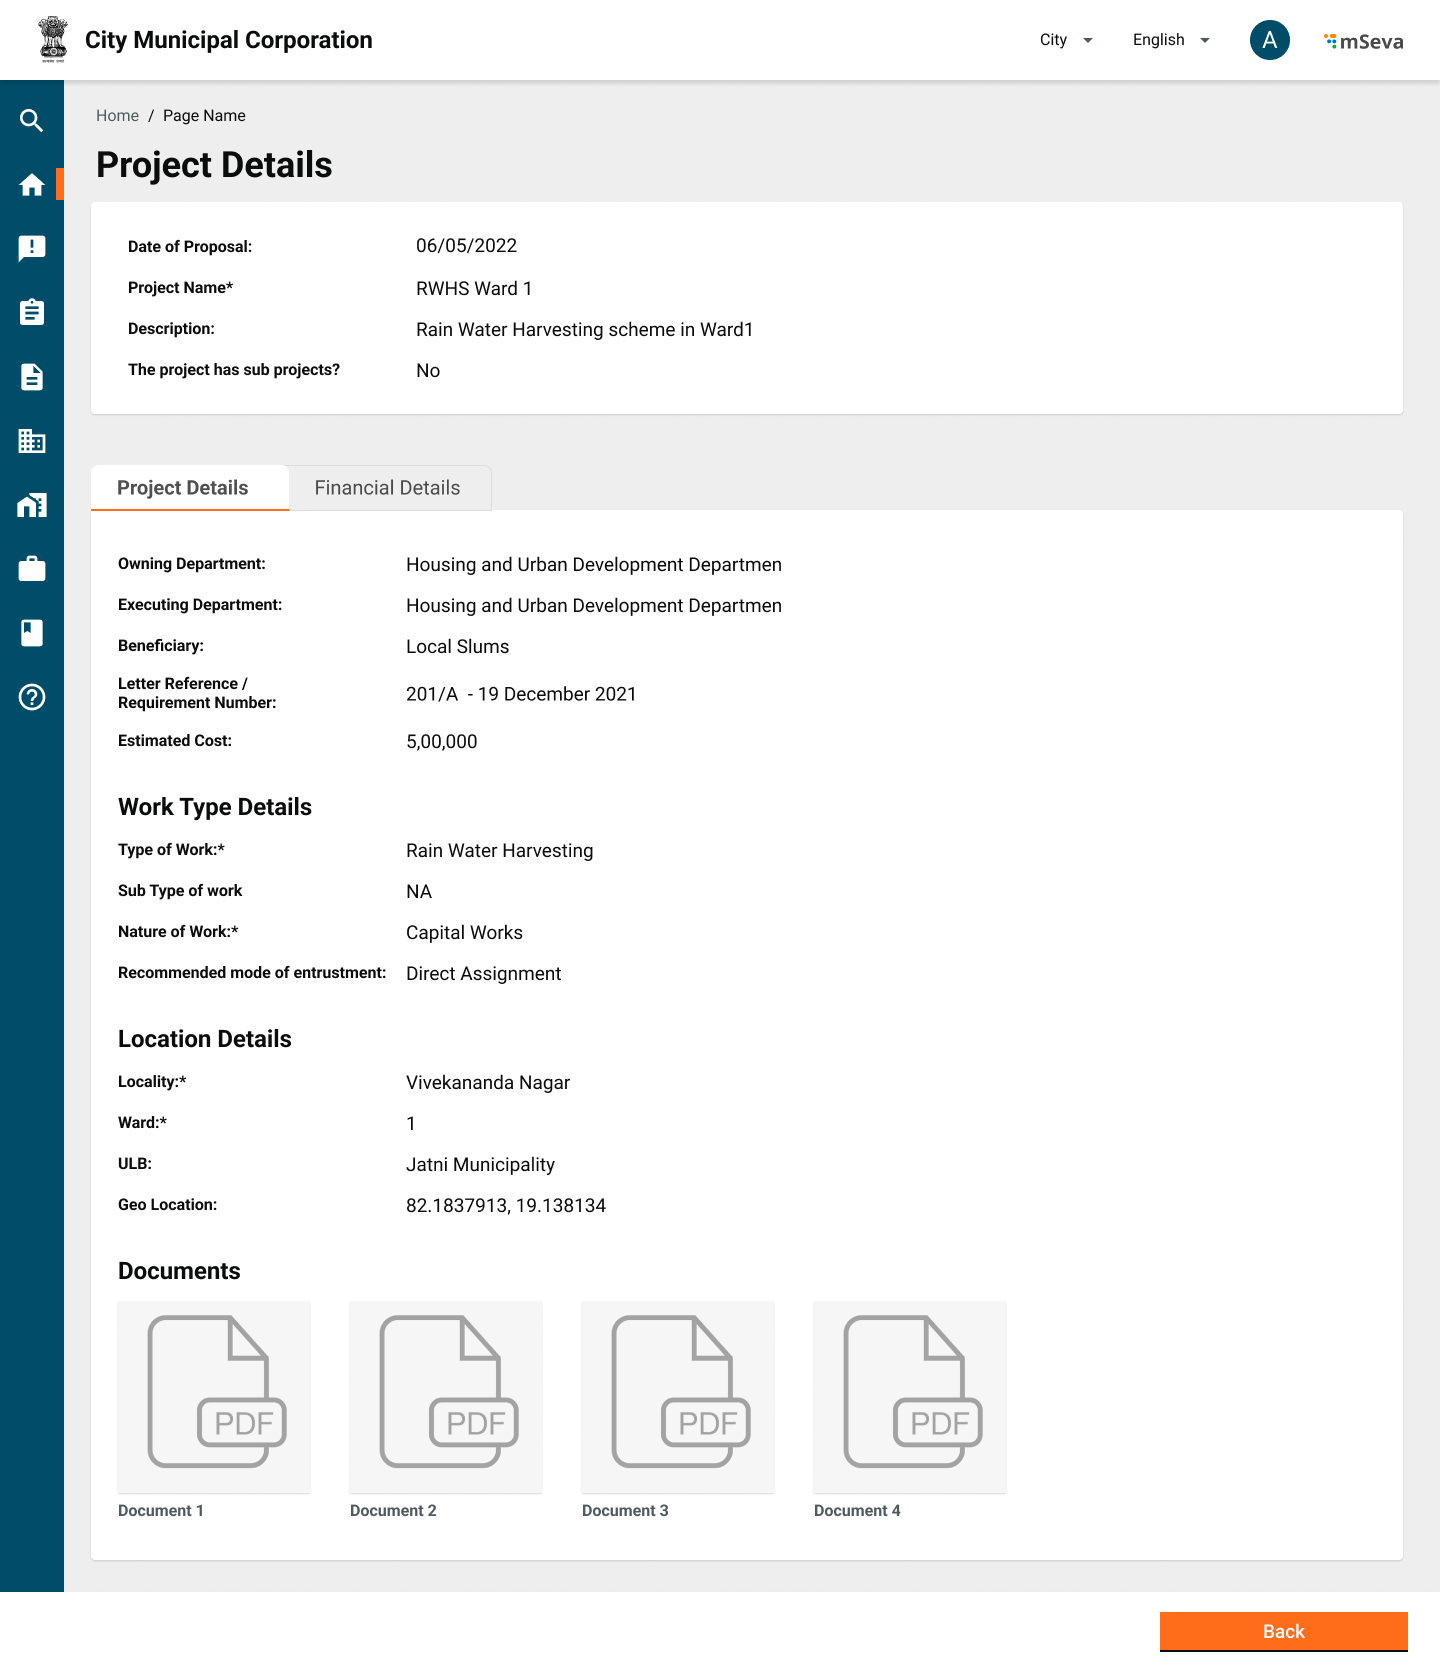 City Municipal Corporation
City
English
A
mSeva
Home / Page Name
Project Details
Date of Proposal: 06/05/2022
Project Name* RWHS Ward 1
Description: Rain Water Harvesting scheme in Ward1
The project has sub projects? No
Project Details
Financial Details
Owning Department: Housing and Urban Development Departmen
Executing Department: Housing and Urban Development Departmen
Beneficiary: Local Slums
Letter Reference /
Requirement Number: 201/A - 19 December 2021
Estimated Cost: 5,00,000
Work Type Details
Type of Work:* Rain Water Harvesting
Sub Type of work NA
Nature of Work:* Capital Works
Recommended mode of entrustment: Direct Assignment
Location Details
Locality:* Vivekananda Nagar
Ward:* 1
ULB: Jatni Municipality
Geo Location: 82.1837913, 19.138134
Documents
PDF PDF PDF PDF
Document 1 Document 2 Document 3 Document 4
Back